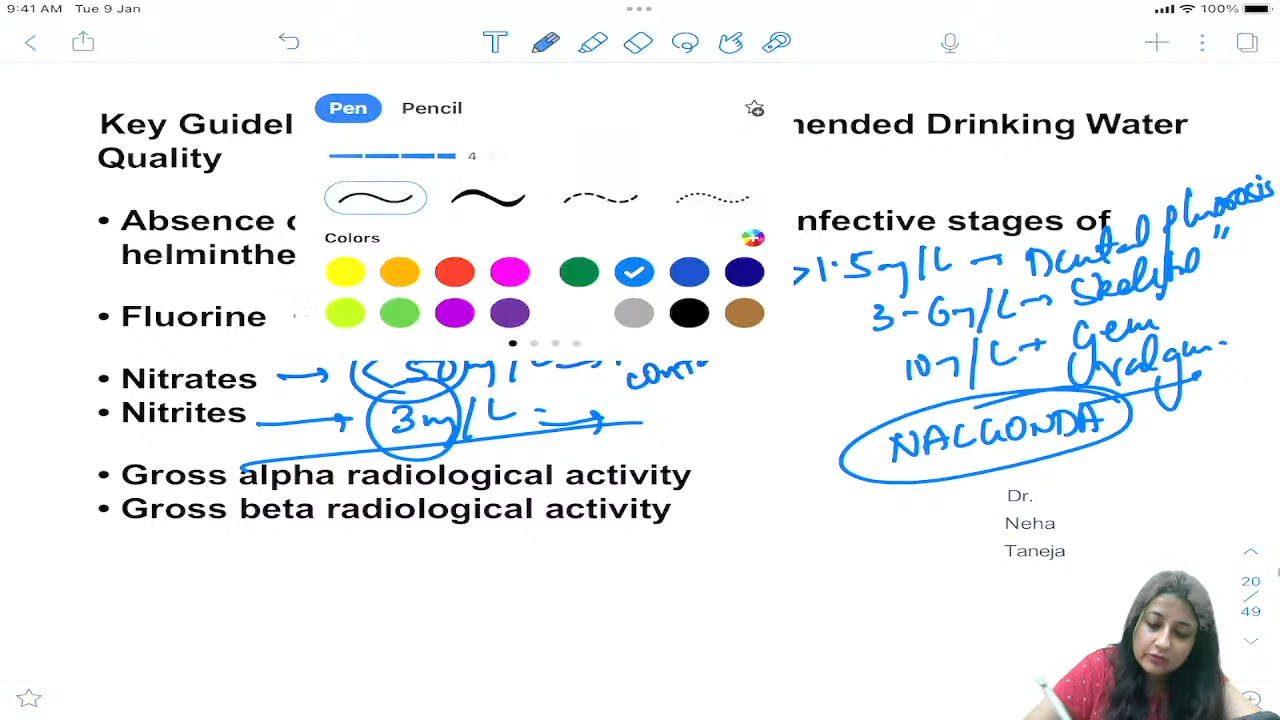 9:41 AM Tue 9 Jan
100%
T
Pen Pencil
4
Colors
Key Guidel nended Drinking Water
Quality
• Absence nfective stages of
helminthe
>1.5mg/L → Dental fluorosis
3-6mg/L → Skeletal "
• Fluorine
10mg/L → Genu
Valgum.
• Nitrates → <50mg/L
• Nitrites → 3mg/L →
NALGONDA
• Gross alpha radiological activity
• Gross beta radiological activity
Dr.
Neha
Taneja
20
/
49